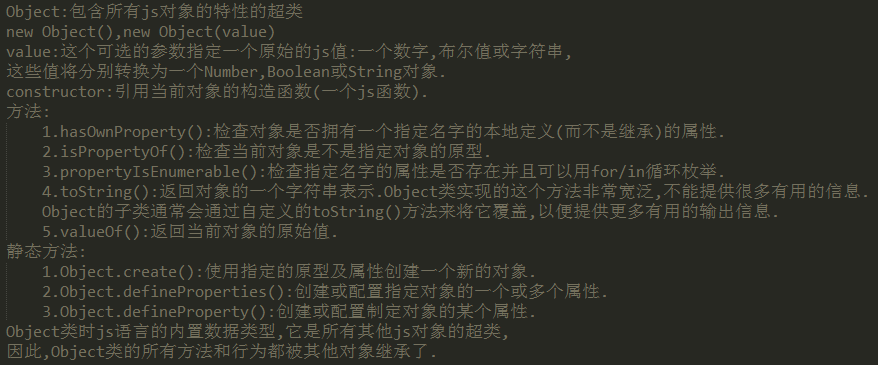 Object:包含所有js对象的特性的超类
new Object(),new Object(value)
value:这个可选的参数指定一个原始的js值:一个数字,布尔值或字符串,
这些值将分别转换为一个Number,Boolean或String对象.
constructor:引用当前对象的构造函数(一个js函数).
方法:
1.hasOwnProperty():检查对象是否拥有一个指定名字的本地定义(而不是继承)的属性.
2.isPropertyOf():检查当前对象是不是指定对象的原型.
3.propertyIsEnumerable():检查指定名字的属性是否存在并且可以用for/in循环枚举.
4.toString():返回对象的一个字符串表示.Object类实现的这个方法非常宽泛,不能提供很多有用的信息.
Object的子类通常会通过自定义的toString()方法来将它覆盖,以便提供更多有用的输出信息.
5.valueOf():返回当前对象的原始值.
静态方法:
1.Object.create():使用指定的原型及属性创建一个新的对象.
2.Object.defineProperties():创建或配置指定对象的一个或多个属性.
3.Object.defineProperty():创建或配置制定对象的某个属性.
Object类时js语言的内置数据类型,它是所有其他js对象的超类,
因此,Object类的所有方法和行为都被其他对象继承了.